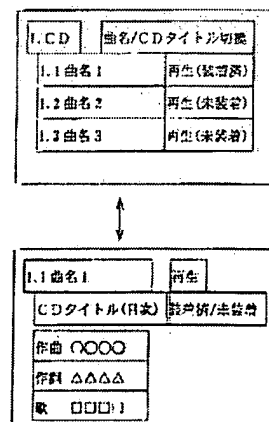 1.CD 曲名/CDタイトル切換
1.1曲名1 再生(装着済)
1.2曲名2 再生(未装着)
1.3曲名3 再生(未装着)
1.1曲名1 再生
CDタイトル(目次) 装着済/未装着
作曲 ○○○○
作詞 △△△△
歌 □□□□